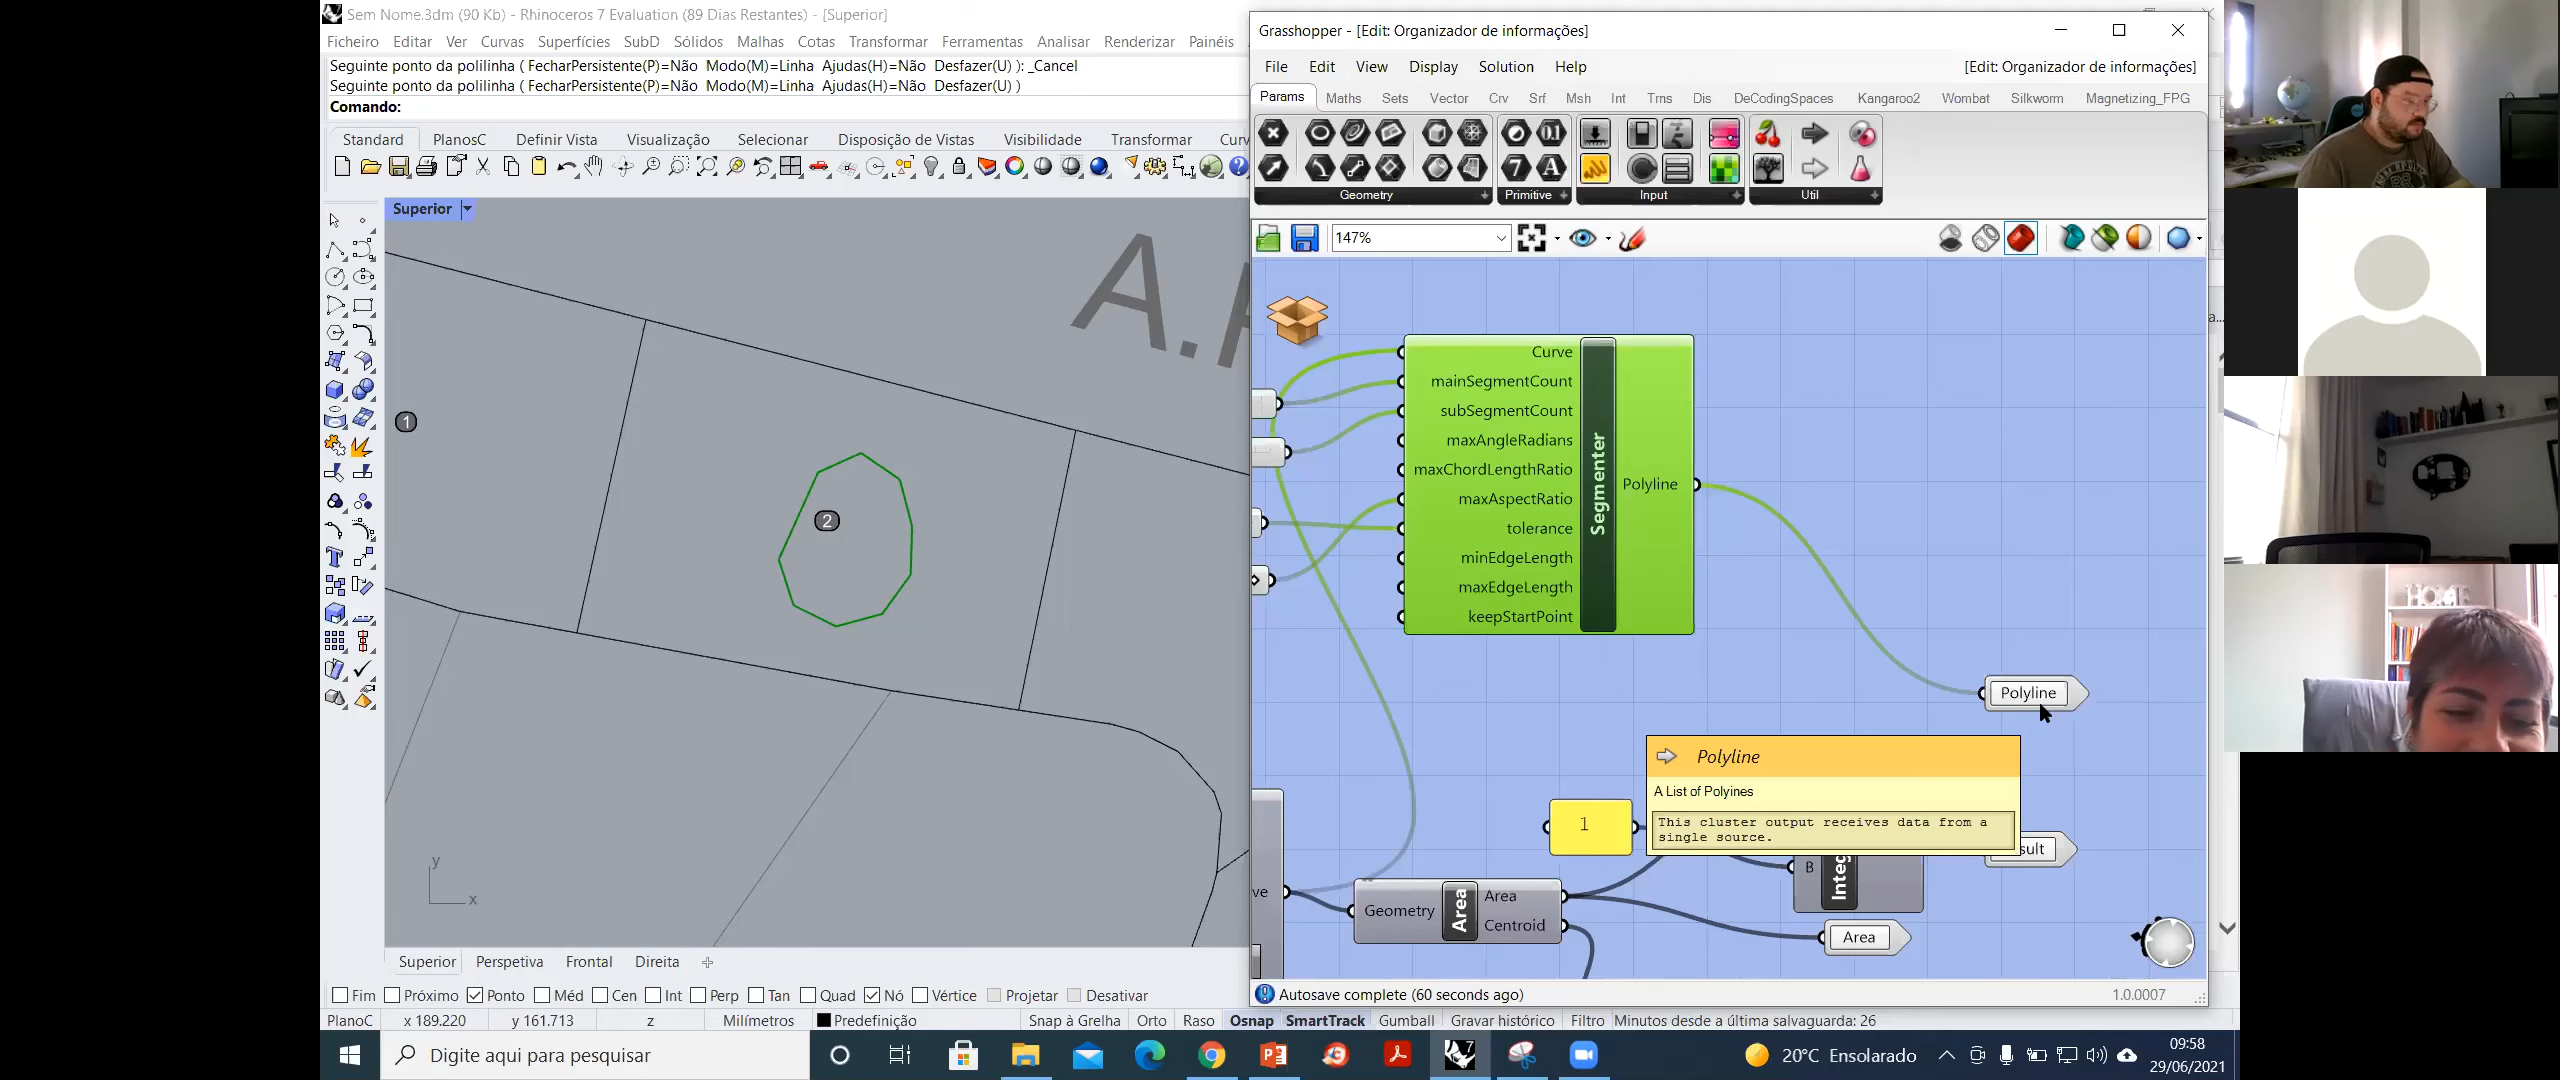 Sem Nome.3dm (90 Kb) - Rhinoceros 7 Evaluation (89 Dias Restantes) - [Superior]
Ficheiro Editar Ver Curvas Superfícies SubD Sólidos Malhas Cotas Transformar Ferramentas Analisar Renderizar Painéis
Seguinte ponto da polilinha ( FecharPersistente(P)=Não Modo(M)=Linha Ajudas(H)=Não Desfazer(U) ): _Cancel
Seguinte ponto da polilinha ( FecharPersistente(P)=Não Modo(M)=Linha Ajudas(H)=Não Desfazer(U) )
Comando:
Standard PlanosC Definir Vista Visualização Selecionar Disposição de Vistas Visibilidade Transformar Curv
Superior
A.
1
2
y
x
Superior Perspetiva Frontal Direita
Fim Próximo Ponto Méd Cen Int Perp Tan Quad Nó Vértice Projetar Desativar
PlanoC x 189.220 y 161.713 z Milímetros Predefinição Snap à Grelha Orto Raso Osnap SmartTrack Gumball Gravar histórico Filtro Minutos desde a última salvaguarda: 26
Grasshopper - [Edit: Organizador de informações]
File Edit View Display Solution Help [Edit: Organizador de informações]
Params Maths Sets Vector Crv Srf Msh Int Trns Dis DeCodingSpaces Kangaroo2 Wombat Silkworm Magnetizing_FPG
Geometry Primitive Input Util
147%
Curve
mainSegmentCount
subSegmentCount
maxAngleRadians
maxChordLengthRatio
maxAspectRatio
tolerance
minEdgeLength
maxEdgeLength
keepStartPoint
Segmenter
Polyline
Polyline
Polyline
A List of Polyines
This cluster output receives data from a
single source.
1
sult
B
Integ
ve
Geometry
Area
Area
Centroid
Area
Autosave complete (60 seconds ago) 1.0.0007
HOME
Digite aqui para pesquisar
20°C Ensolarado
09:58
29/06/2021